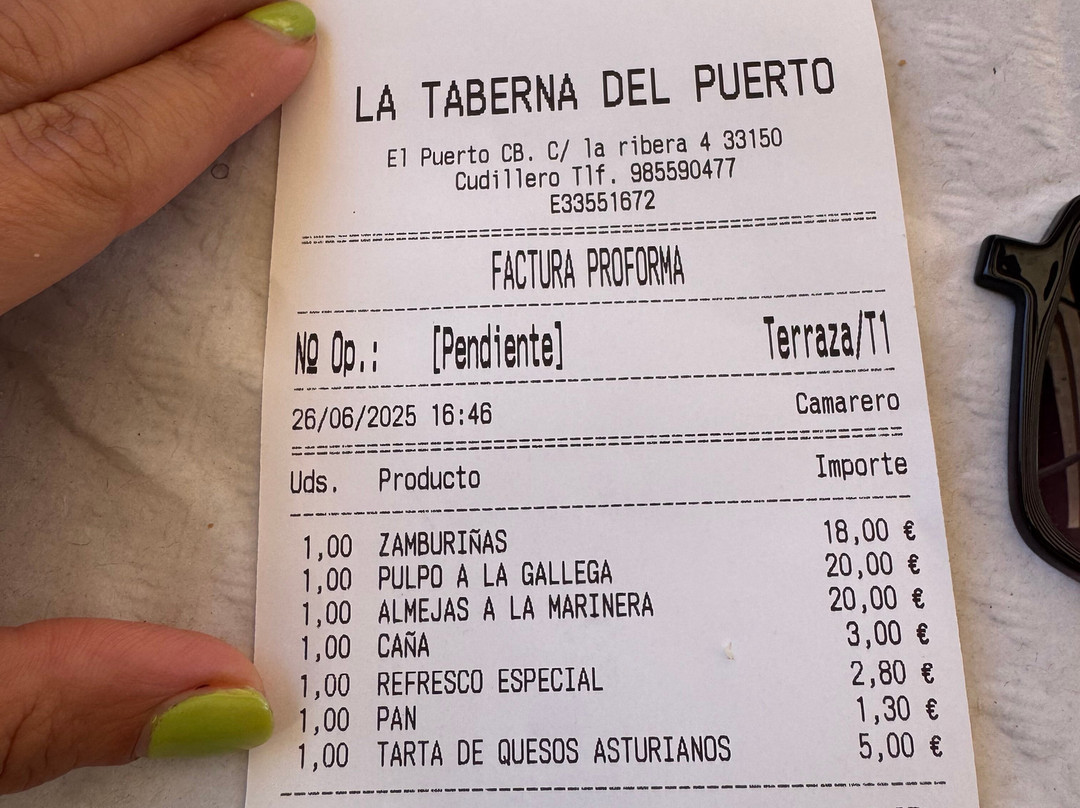 LA TABERNA DEL PUERTO
El Puerto CB. C/ la ribera 4 33150
Cudillero Tlf. 985590477
E33551672
FACTURA PROFORMA
Nº Op.: [Pendiente] Terraza/T1
26/06/2025 16:46 Camarero
Uds. Producto Importe
1,00 ZAMBURIÑAS 18,00 €
1,00 PULPO A LA GALLEGA 20,00 €
1,00 ALMEJAS A LA MARINERA 20,00 €
1,00 CAÑA 3,00 €
1,00 REFRESCO ESPECIAL 2,80 €
1,00 PAN 1,30 €
1,00 TARTA DE QUESOS ASTURIANOS 5,00 €